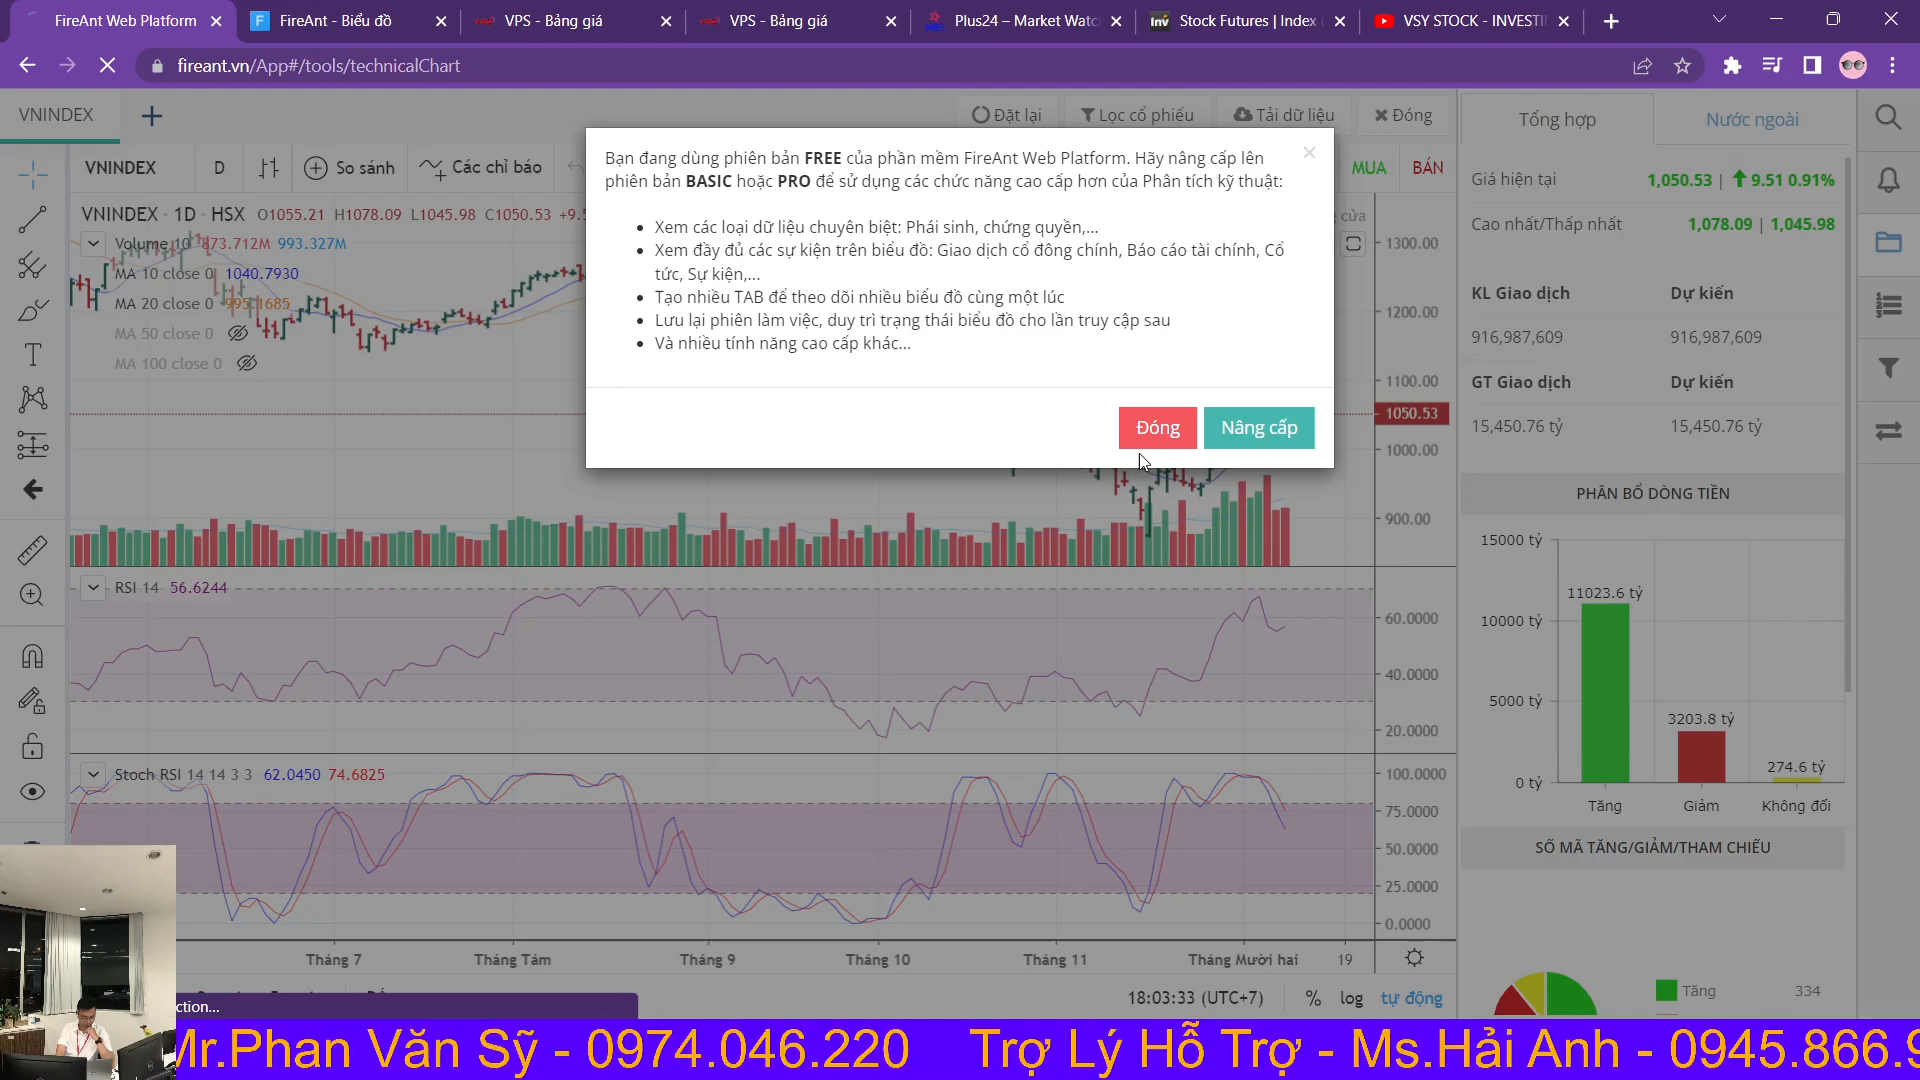 FireAnt Web Platform
FireAnt - Biểu đồ
VPS - Bảng giá
VPS - Bảng giá
Plus24 – Market Watc
Stock Futures | Index
VSY STOCK - INVESTI
fireant.vn/App#/tools/technicalChart
VNINDEX
Đặt lại
Lọc cổ phiếu
Tải dữ liệu
Đóng
Tổng hợp
Nước ngoài
VNINDEX
D
So sánh
Các chỉ báo
MUA
BÁN
VNINDEX · 1D · HSX O1055.21 H1078.09 L1045.98 C1050.53 +9.5
cửa
Volume 10 873.712M 993.327M
MA 10 close 0 1040.7930
MA 20 close 0 995.1685
MA 50 close 0
MA 100 close 0
Bạn đang dùng phiên bản FREE của phần mềm FireAnt Web Platform. Hãy nâng cấp lên
phiên bản BASIC hoặc PRO để sử dụng các chức năng cao cấp hơn của Phân tích kỹ thuật:
Xem các loại dữ liệu chuyên biệt: Phái sinh, chứng quyền,...
Xem đầy đủ các sự kiện trên biểu đồ: Giao dịch cổ đông chính, Báo cáo tài chính, Cổ
tức, Sự kiện,...
Tạo nhiều TAB để theo dõi nhiều biểu đồ cùng một lúc
Lưu lại phiên làm việc, duy trì trạng thái biểu đồ cho lần truy cập sau
Và nhiều tính năng cao cấp khác...
Đóng
Nâng cấp
1300.00
1200.00
1100.00
1050.53
1000.00
900.00
RSI 14 56.6244
60.0000
40.0000
20.0000
Stoch RSI 14 14 3 3 62.0450 74.6825
100.0000
75.0000
50.0000
25.0000
0.0000
Tháng 7
Tháng Tám
Tháng 9
Tháng 10
Tháng 11
Tháng Mười hai
19
18:03:33 (UTC+7)
%
log
tự động
Giá hiện tại
1,050.53 | 9.51 0.91%
Cao nhất/Thấp nhất
1,078.09 | 1,045.98
KL Giao dịch
Dự kiến
916,987,609
916,987,609
GT Giao dịch
Dự kiến
15,450.76 tỷ
15,450.76 tỷ
PHÂN BỔ DÒNG TIỀN
15000 tỷ
10000 tỷ
5000 tỷ
0 tỷ
11023.6 tỷ
3203.8 tỷ
274.6 tỷ
Tăng
Giảm
Không đổi
SỐ MÃ TĂNG/GIẢM/THAM CHIẾU
Tăng
334
ction...
Mr.Phan Văn Sỹ - 0974.046.220 Trợ Lý Hỗ Trợ - Ms.Hải Anh - 0945.866.9